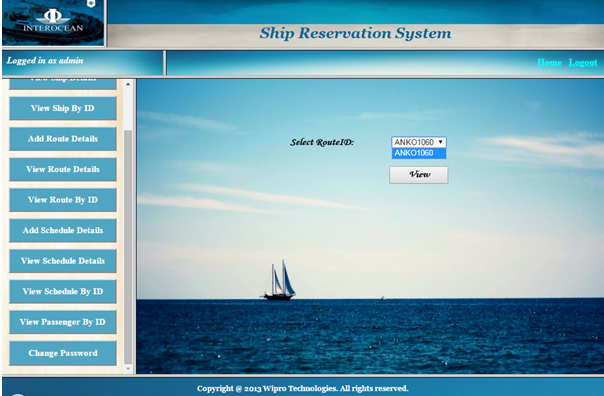 INTEROCEAN
Ship Reservation System
Logged in as admin
Home Logout
View Ship Details
View Ship By ID
Add Route Details
View Route Details
View Route By ID
Add Schedule Details
View Schedule Details
View Schedule By ID
View Passenger By ID
Change Password
Select RouteID:
ANKO1060
ANKO1060
View
Copyright @ 2013 Wipro Technologies. All rights reserved.